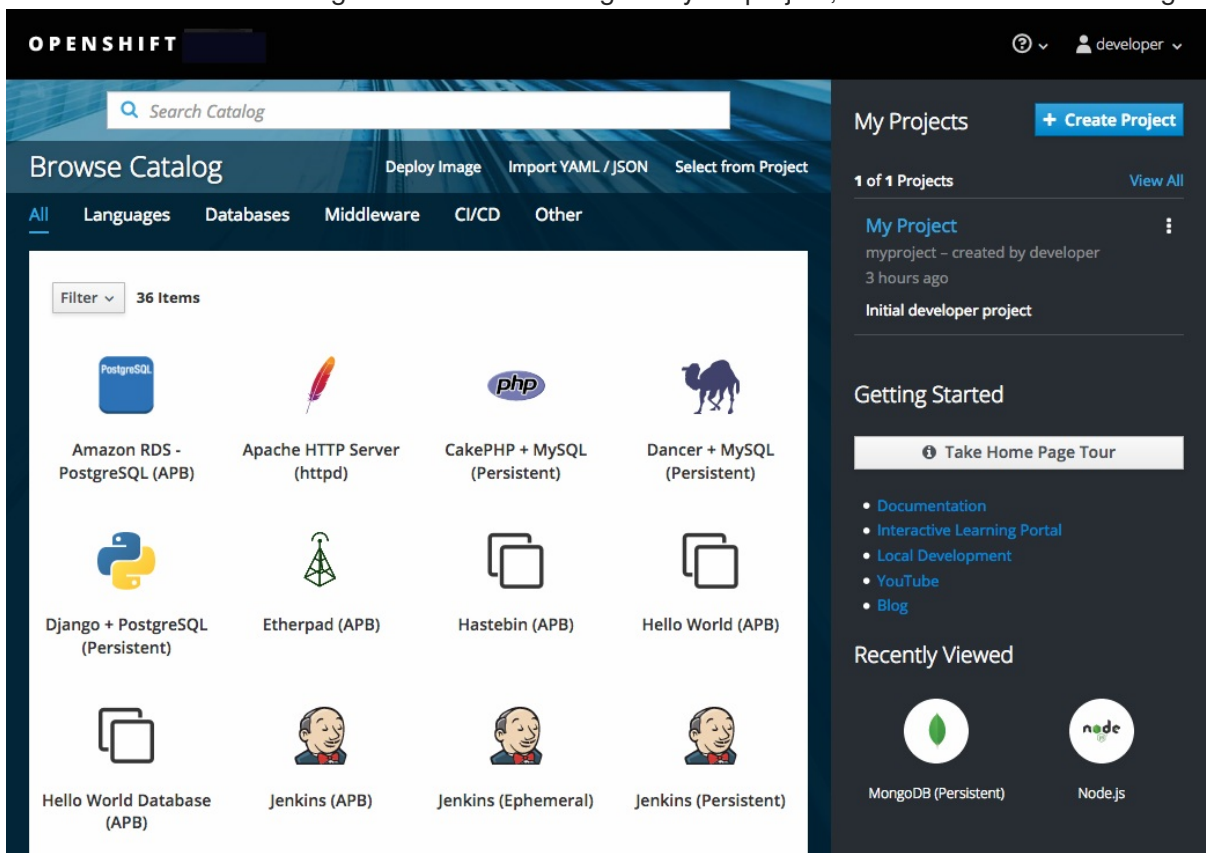 OPENSHIFT
developer
Search Catalog
Browse Catalog
Deploy Image
Import YAML / JSON
Select from Project
All
Languages
Databases
Middleware
CI/CD
Other
Filter
36 Items
PostgreSQL
Amazon RDS -
PostgreSQL (APB)
Apache HTTP Server
(httpd)
php
CakePHP + MySQL
(Persistent)
Dancer + MySQL
(Persistent)
Django + PostgreSQL
(Persistent)
Etherpad (APB)
Hastebin (APB)
Hello World (APB)
Hello World Database
(APB)
Jenkins (APB)
Jenkins (Ephemeral)
Jenkins (Persistent)
My Projects
+ Create Project
1 of 1 Projects
View All
My Project
myproject – created by developer
3 hours ago
Initial developer project
Getting Started
Take Home Page Tour
• Documentation
• Interactive Learning Portal
• Local Development
• YouTube
• Blog
Recently Viewed
MongoDB (Persistent)
node
Node.js